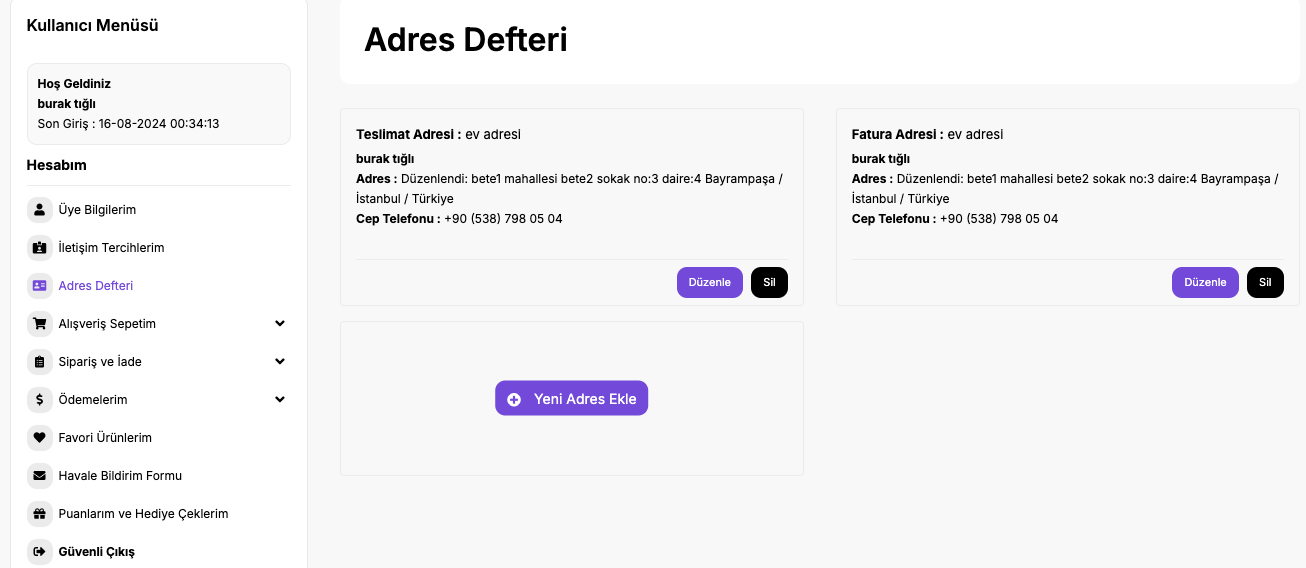 Kullanıcı Menüsü
Hoş Geldiniz
burak tığlı
Son Giriş : 16-08-2024 00:34:13
Hesabım
Üye Bilgilerim
İletişim Tercihlerim
Adres Defteri
Alışveriş Sepetim
Sipariş ve İade
Ödemelerim
Favori Ürünlerim
Havale Bildirim Formu
Puanlarım ve Hediye Çeklerim
Güvenli Çıkış
Adres Defteri
Teslimat Adresi : ev adresi
burak tığlı
Adres : Düzenlendi: bete1 mahallesi bete2 sokak no:3 daire:4 Bayrampaşa /
İstanbul / Türkiye
Cep Telefonu : +90 (538) 798 05 04
Düzenle
Sil
Fatura Adresi : ev adresi
burak tığlı
Adres : Düzenlendi: bete1 mahallesi bete2 sokak no:3 daire:4 Bayrampaşa /
İstanbul / Türkiye
Cep Telefonu : +90 (538) 798 05 04
Düzenle
Sil
Yeni Adres Ekle